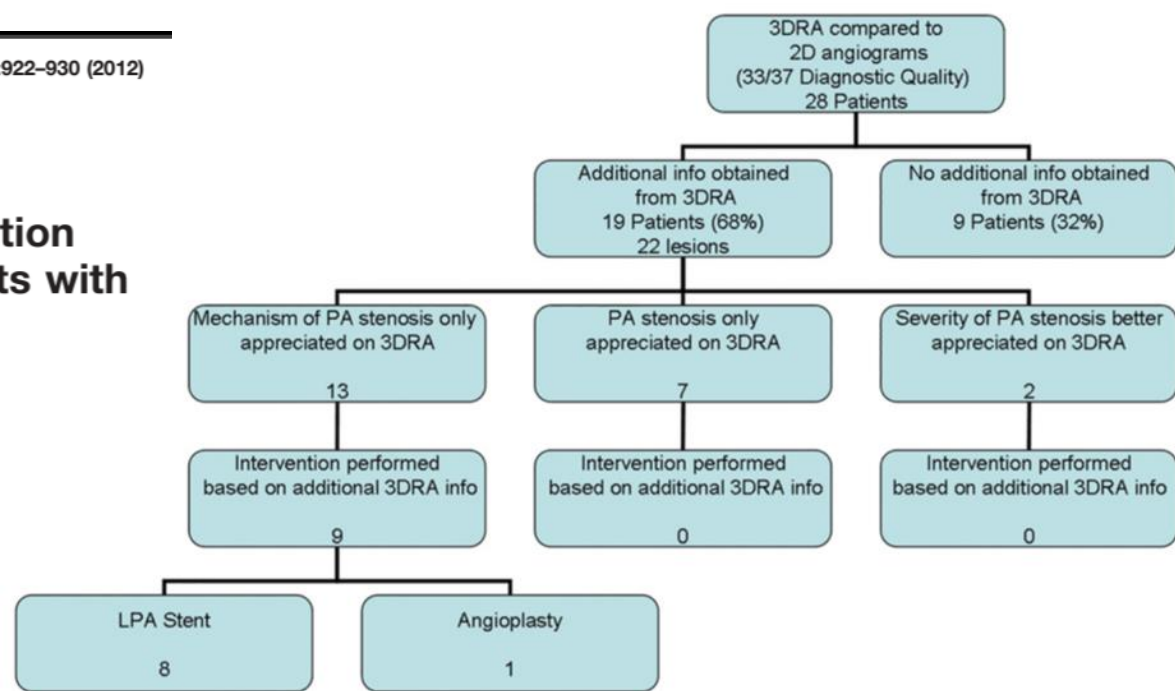 922–930 (2012)
tion
ts with
3DRA compared to
2D angiograms
(33/37 Diagnostic Quality)
28 Patients
Additional info obtained
from 3DRA
19 Patients (68%)
22 lesions
No additional info obtained
from 3DRA
9 Patients (32%)
Mechanism of PA stenosis only
appreciated on 3DRA
13
PA stenosis only
appreciated on 3DRA
7
Severity of PA stenosis better
appreciated on 3DRA
2
Intervention performed
based on additional 3DRA info
9
Intervention performed
based on additional 3DRA info
0
Intervention performed
based on additional 3DRA info
0
LPA Stent
8
Angioplasty
1